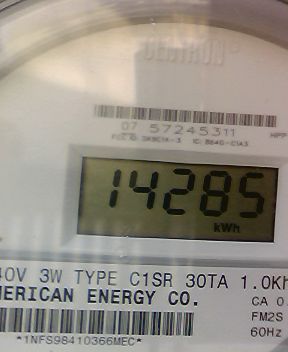 CENTRON
07 57245311
14285
kWh
40V 3W TYPE C1SR 30TA 1.0Kh
MERICAN ENERGY CO.
CA 0.
FM2S
60Hz
*1NFS98410366MEC*